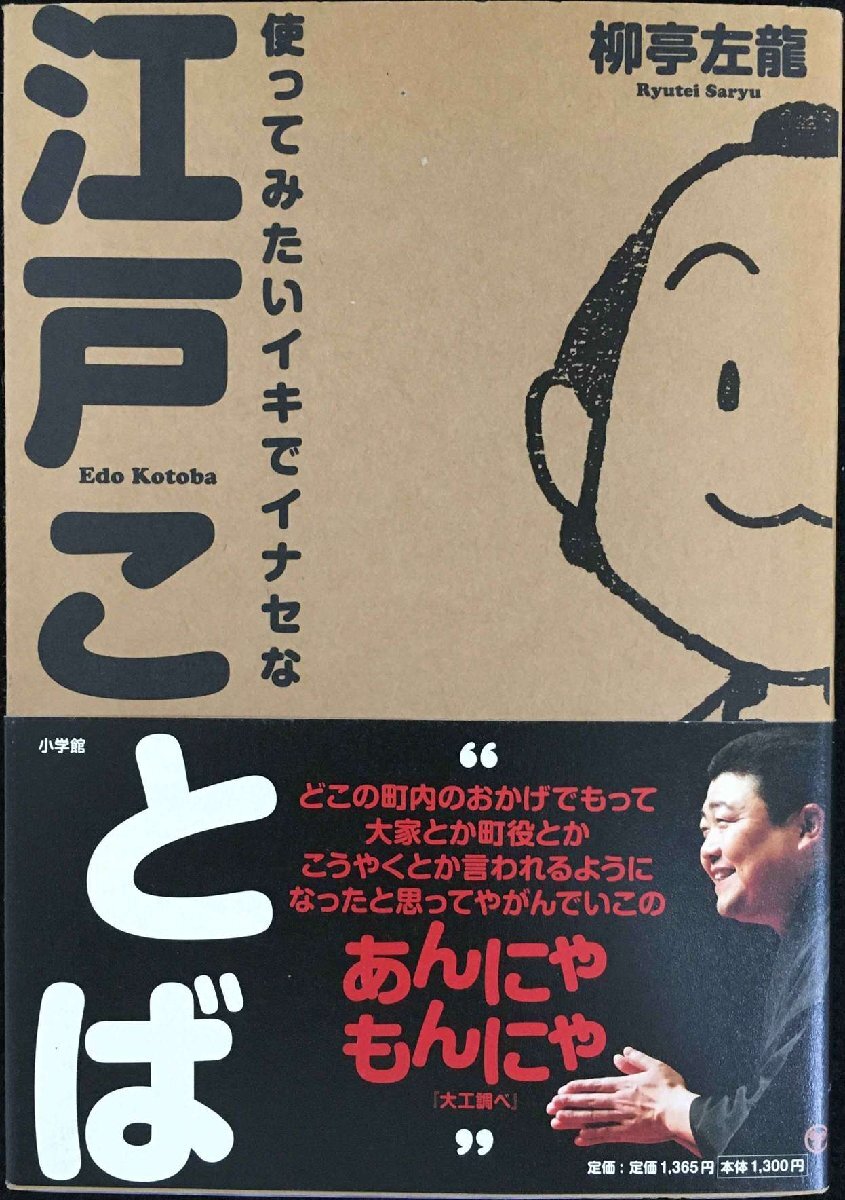 使ってみたいイキでイナセな
江戸ことば
Edo Kotoba
柳亭左龍
Ryutei Saryu
小学館
“
どこの町内のおかげでもって
大家とか町役とか
こうやくとか言われるように
なったと思ってやがんでいこの
あんにゃ
もんにゃ
『大工調べ』
”
定価:定価1,365円 本体1,300円